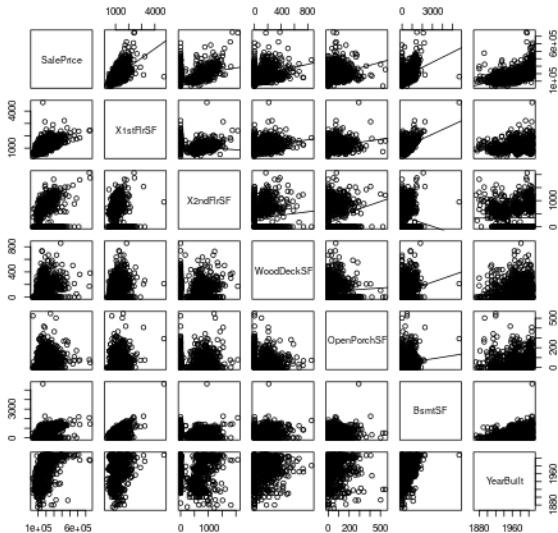 1000 4000
0 400 800
0 3000
SalePrice
1e+05 6e+05
X1stFlrSF
1000 4000
X2ndFlrSF
0 1000
WoodDeckSF
0 400 800
OpenPorchSF
0 200 500
BsmtSF
0 3000
YearBuilt
1880 1960
1e+05 6e+05
0 1000
0 200 500
1880 1960